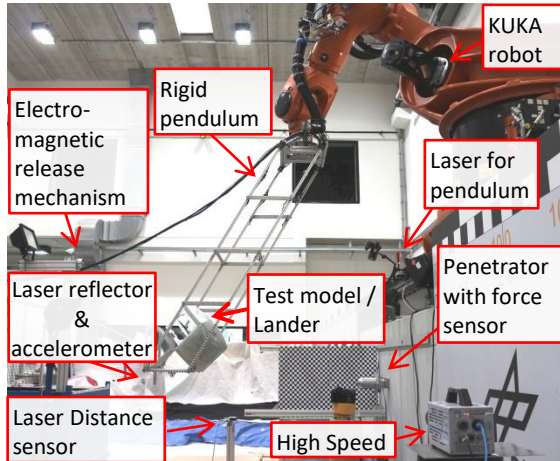 KUKA
robot
Rigid
pendulum
Electro-
magnetic
release
mechanism
Laser for
pendulum
Penetrator
with force
sensor
Laser reflector
&
accelerometer
Test model /
Lander
Laser Distance
sensor
High Speed